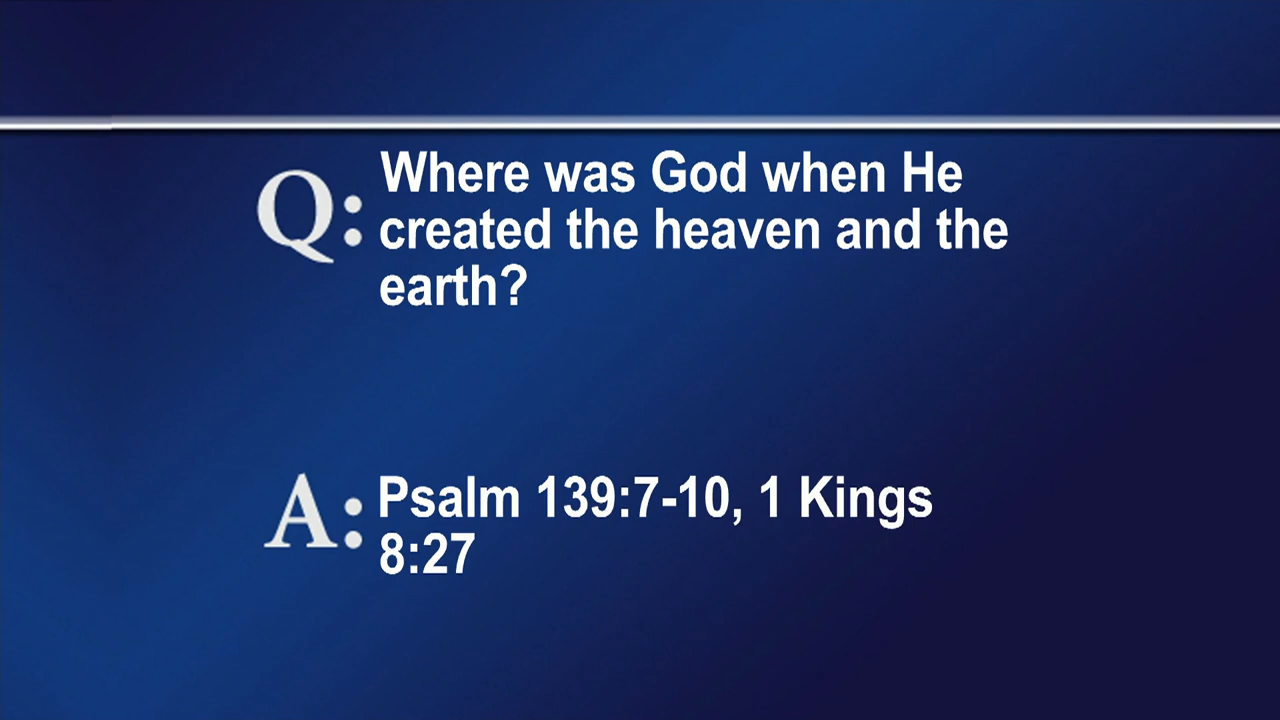 Q: Where was God when He
created the heaven and the
earth?
A: Psalm 139:7-10, 1 Kings
8:27